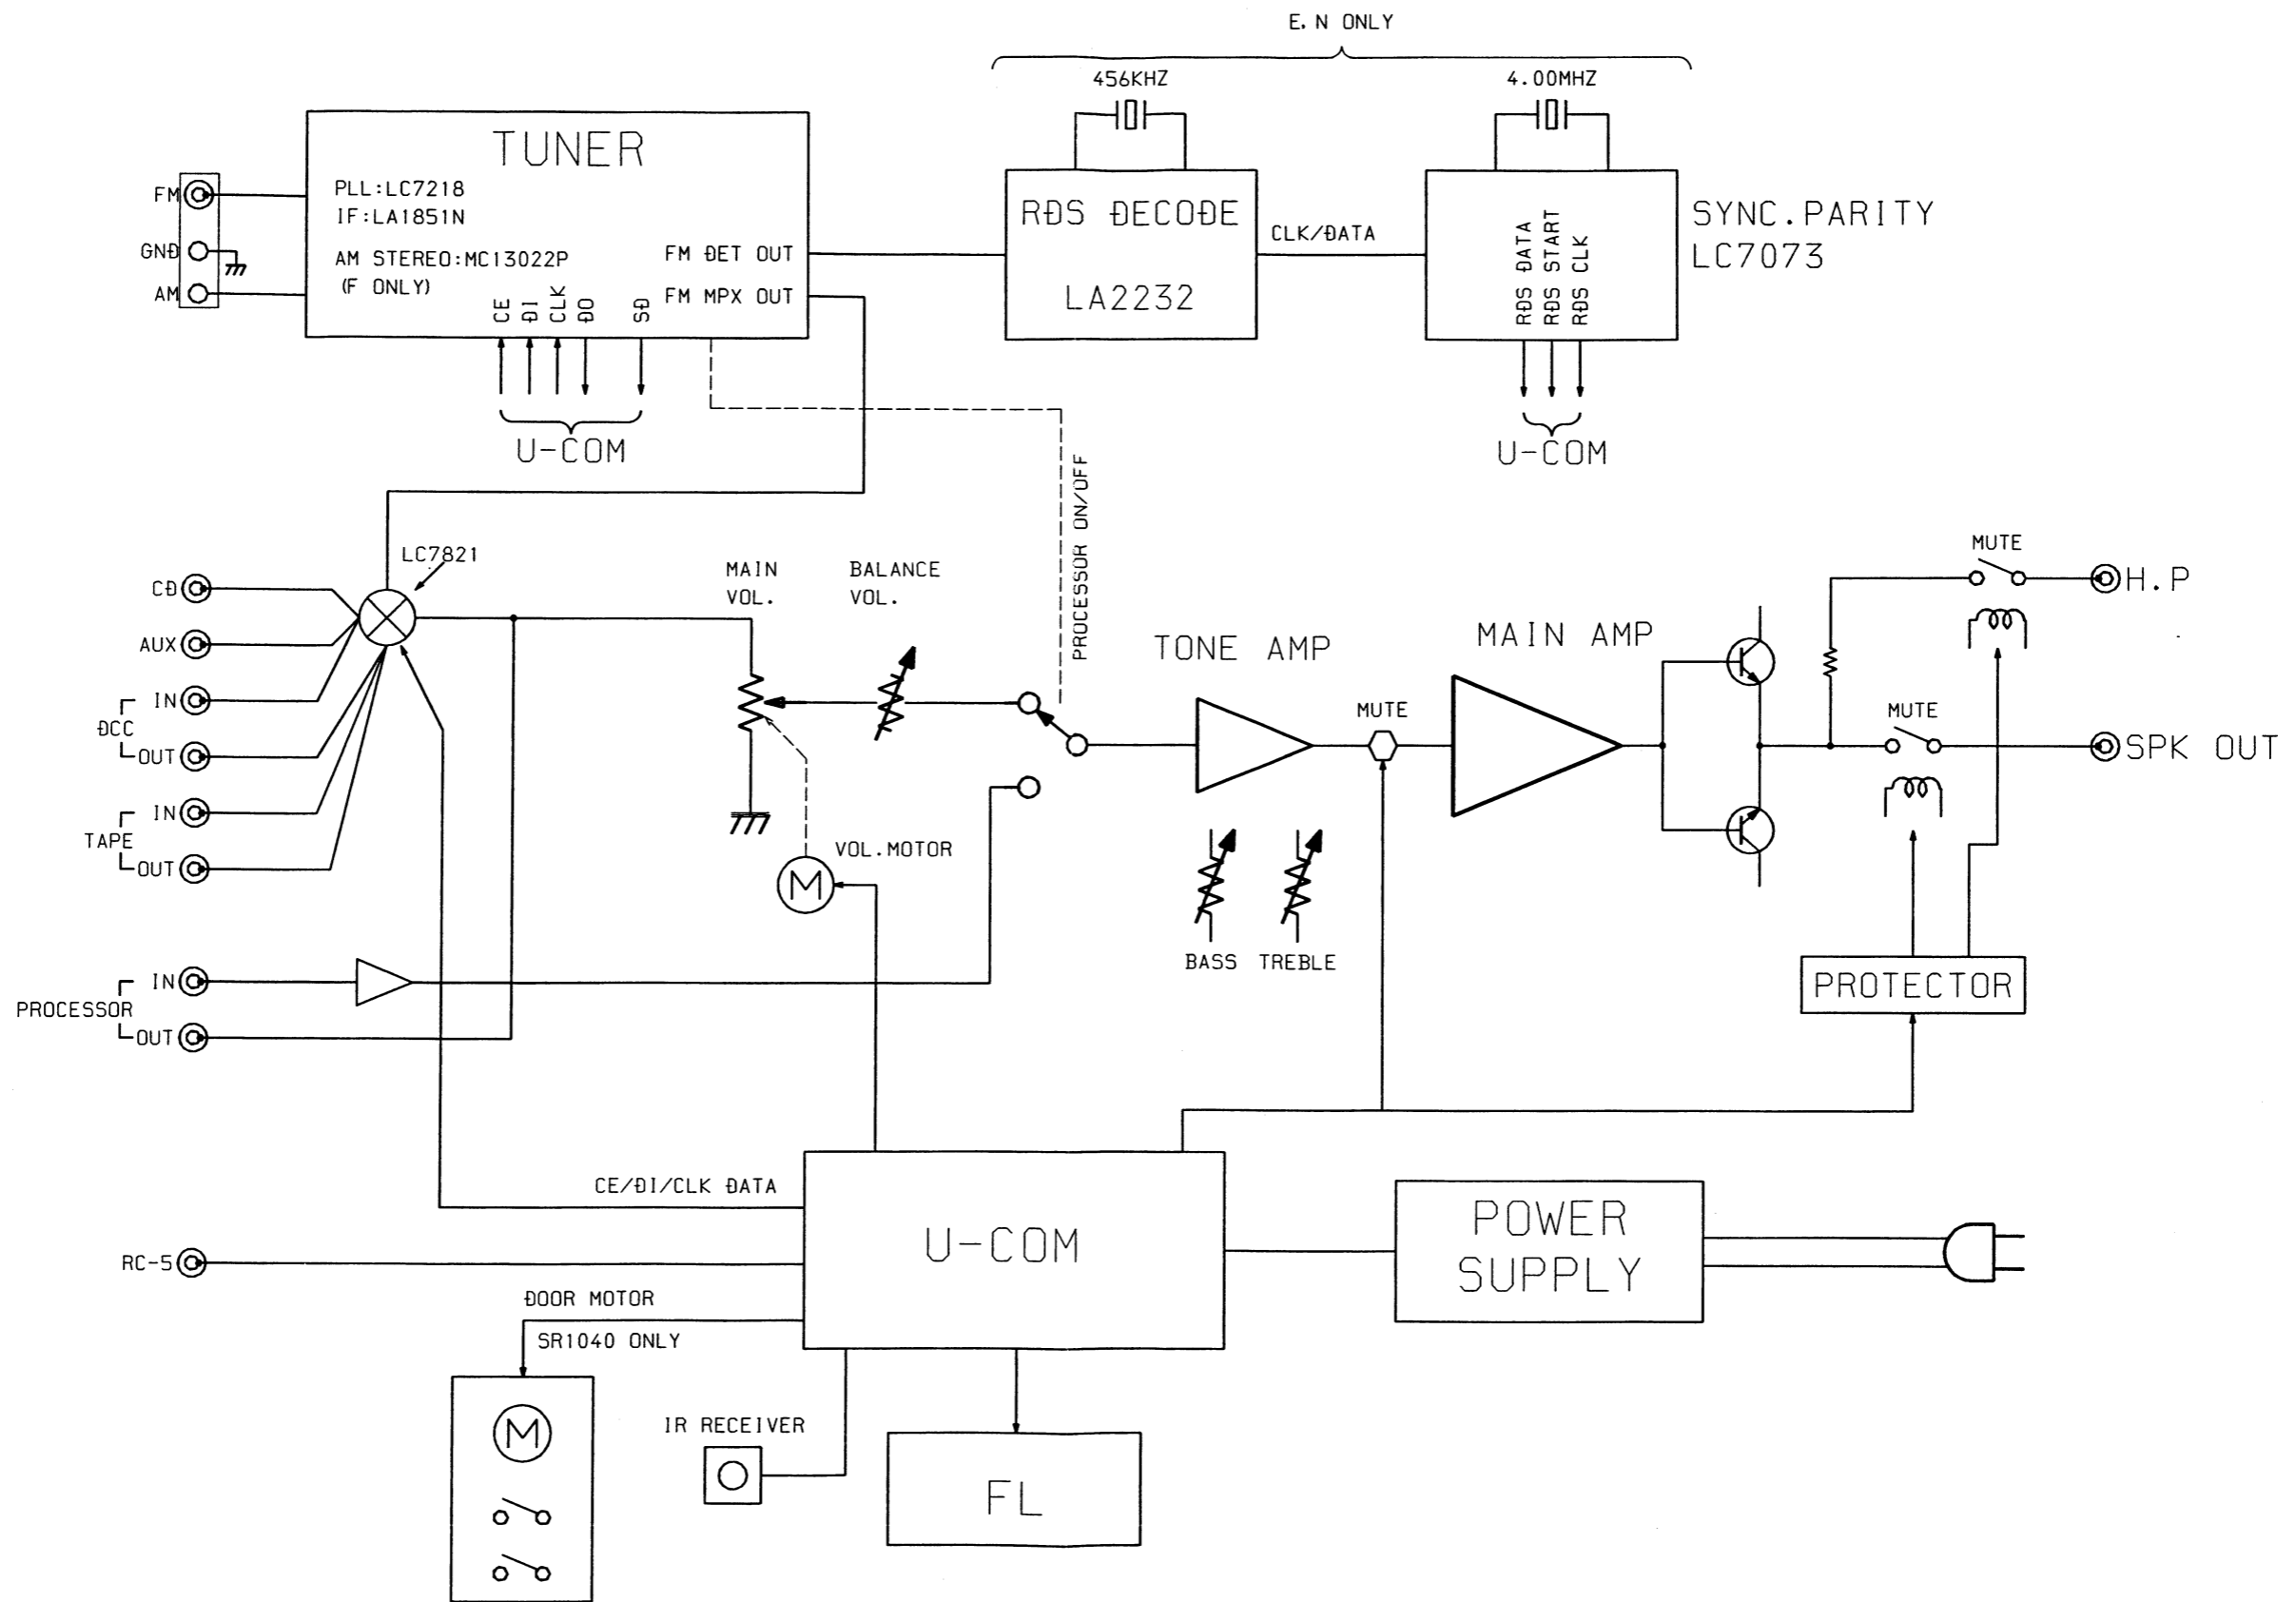 E.N ONLY
456KHZ
4.00MHZ
TUNER
FM
GND
AM
PLL:LC7218
IF:LA1851N
AM STEREO:MC13022P
(F ONLY)
FM DET OUT
FM MPX OUT
CE
DI
CLK
DO
SD
U-COM
RDS DECODE
LA2232
CLK/DATA
RDS DATA
RDS START
RDS CLK
SYNC.PARITY
LC7073
U-COM
PROCESSOR ON/OFF
LC7821
CD
AUX
IN
DCC
OUT
IN
TAPE
OUT
MAIN
VOL.
BALANCE
VOL.
VOL.MOTOR
M
TONE AMP
BASS
TREBLE
MUTE
MAIN AMP
MUTE
H.P
MUTE
SPK OUT
PROTECTOR
IN
PROCESSOR
OUT
CE/DI/CLK DATA
U-COM
POWER
SUPPLY
RC-5
DOOR MOTOR
SR1040 ONLY
M
IR RECEIVER
FL